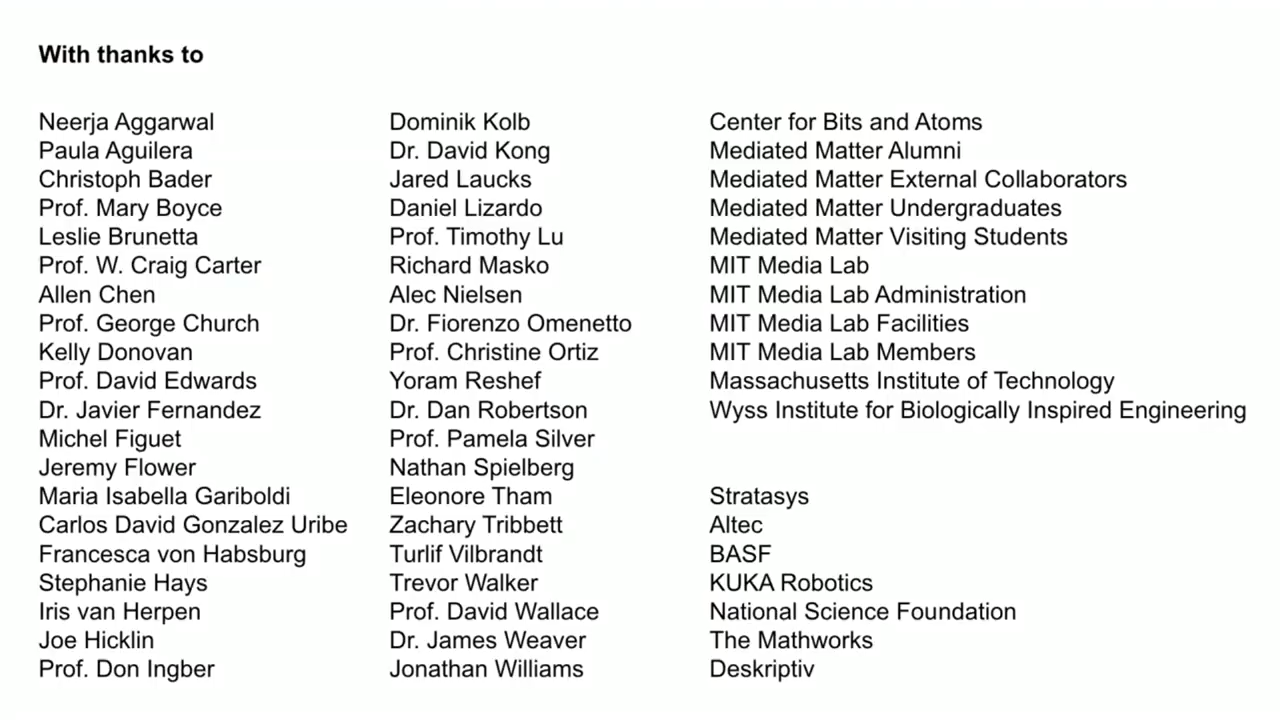 With thanks to
Neerja Aggarwal
Paula Aguilera
Christoph Bader
Prof. Mary Boyce
Leslie Brunetta
Prof. W. Craig Carter
Allen Chen
Prof. George Church
Kelly Donovan
Prof. David Edwards
Dr. Javier Fernandez
Michel Figuet
Jeremy Flower
Maria Isabella Gariboldi
Carlos David Gonzalez Uribe
Francesca von Habsburg
Stephanie Hays
Iris van Herpen
Joe Hicklin
Prof. Don Ingber
Dominik Kolb
Dr. David Kong
Jared Laucks
Daniel Lizardo
Prof. Timothy Lu
Richard Masko
Alec Nielsen
Dr. Fiorenzo Omenetto
Prof. Christine Ortiz
Yoram Reshef
Dr. Dan Robertson
Prof. Pamela Silver
Nathan Spielberg
Eleonore Tham
Zachary Tribbett
Turlif Vilbrandt
Trevor Walker
Prof. David Wallace
Dr. James Weaver
Jonathan Williams
Center for Bits and Atoms
Mediated Matter Alumni
Mediated Matter External Collaborators
Mediated Matter Undergraduates
Mediated Matter Visiting Students
MIT Media Lab
MIT Media Lab Administration
MIT Media Lab Facilities
MIT Media Lab Members
Massachusetts Institute of Technology
Wyss Institute for Biologically Inspired Engineering
Stratasys
Altec
BASF
KUKA Robotics
National Science Foundation
The Mathworks
Deskriptiv